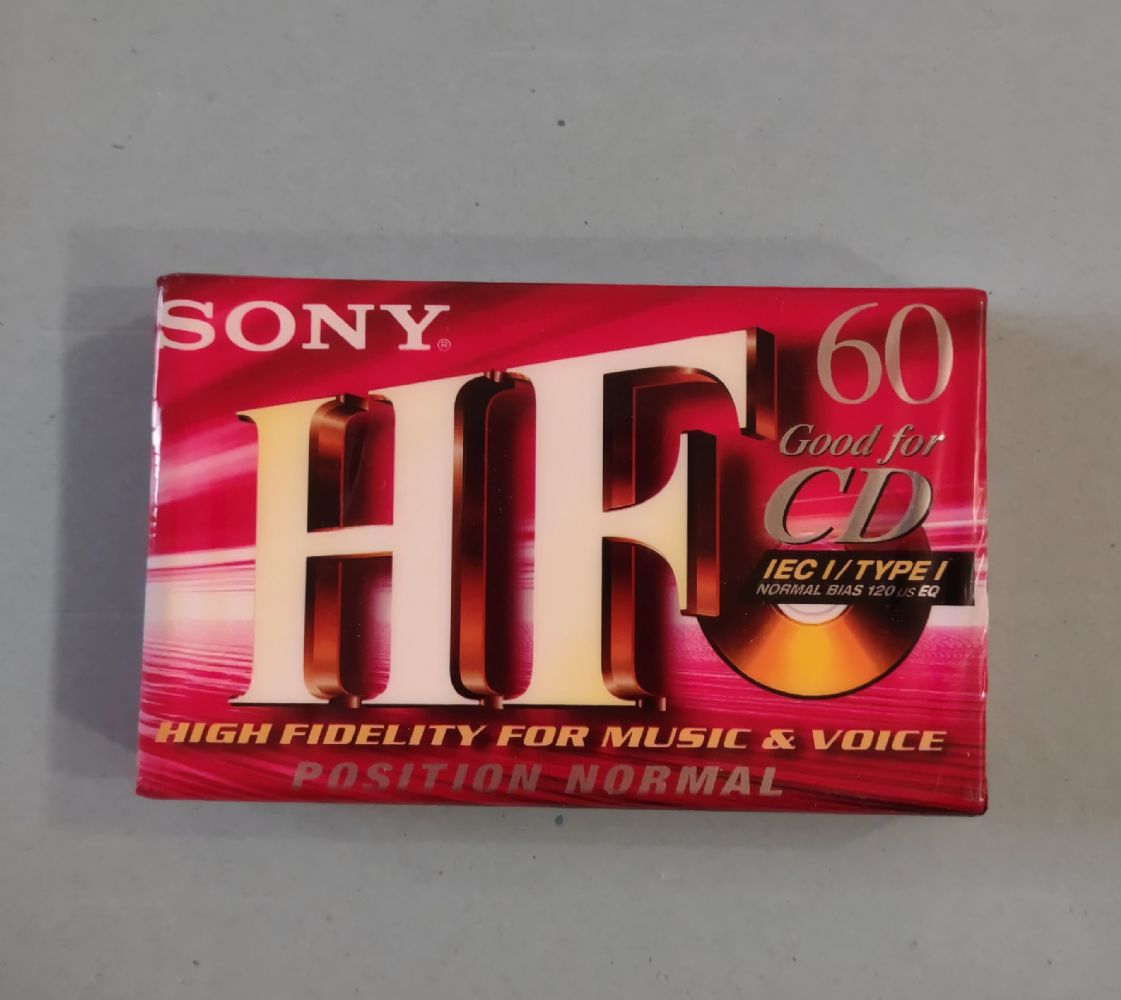 SONY®
60
HF
Good for
CD
IEC I / TYPE I
NORMAL BIAS 120 µs EQ
HIGH FIDELITY FOR MUSIC & VOICE
POSITION NORMAL